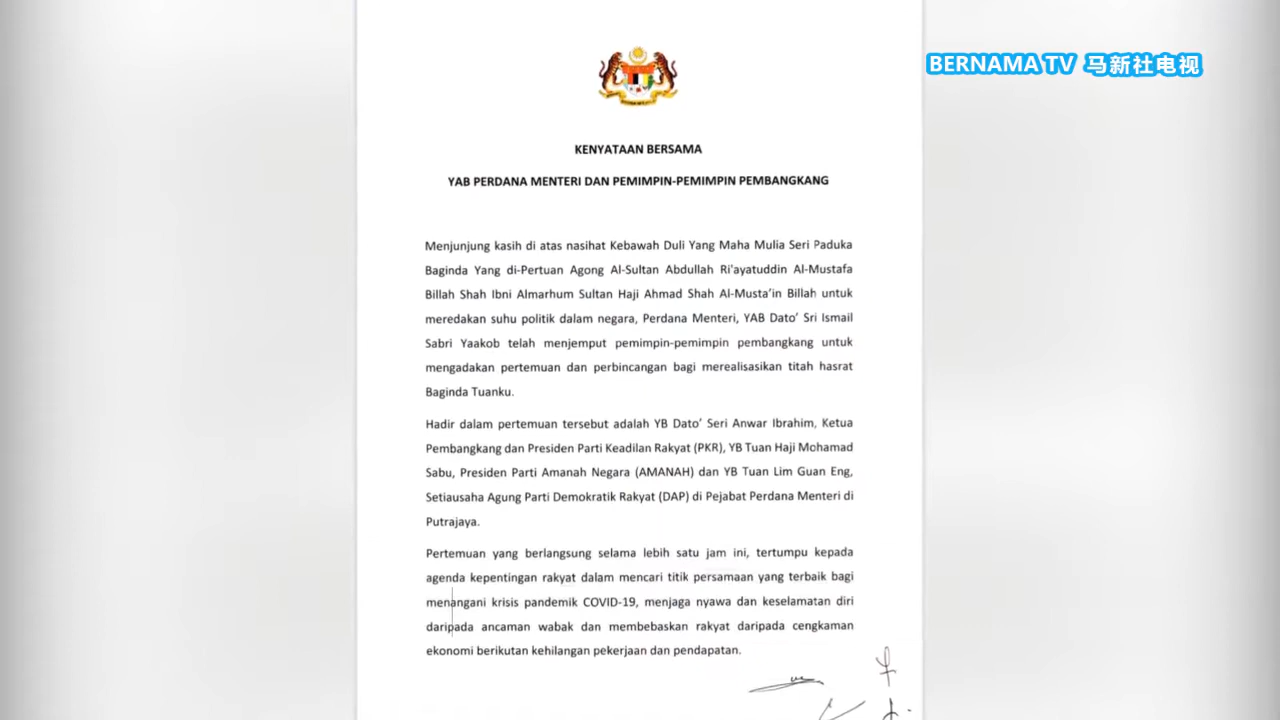 BERNAMA TV 马新社电视
KENYATAAN BERSAMA
YAB PERDANA MENTERI DAN PEMIMPIN-PEMIMPIN PEMBANGKANG
Menjunjung kasih di atas nasihat Kebawah Duli Yang Maha Mulia Seri Paduka
Baginda Yang di-Pertuan Agong Al-Sultan Abdullah Ri'ayatuddin Al-Mustafa
Billah Shah Ibni Almarhum Sultan Haji Ahmad Shah Al-Musta'in Billah untuk
meredakan suhu politik dalam negara, Perdana Menteri, YAB Dato' Sri Ismail
Sabri Yaakob telah menjemput pemimpin-pemimpin pembangkang untuk
mengadakan pertemuan dan perbincangan bagi merealisasikan titah hasrat
Baginda Tuanku.
Hadir dalam pertemuan tersebut adalah YB Dato' Seri Anwar Ibrahim, Ketua
Pembangkang dan Presiden Parti Keadilan Rakyat (PKR), YB Tuan Haji Mohamad
Sabu, Presiden Parti Amanah Negara (AMANAH) dan YB Tuan Lim Guan Eng,
Setiausaha Agung Parti Demokratik Rakyat (DAP) di Pejabat Perdana Menteri di
Putrajaya.
Pertemuan yang berlangsung selama lebih satu jam ini, tertumpu kepada
agenda kepentingan rakyat dalam mencari titik persamaan yang terbaik bagi
menangani krisis pandemik COVID-19, menjaga nyawa dan keselamatan diri
daripada ancaman wabak dan membebaskan rakyat daripada cengkaman
ekonomi berikutan kehilangan pekerjaan dan pendapatan.